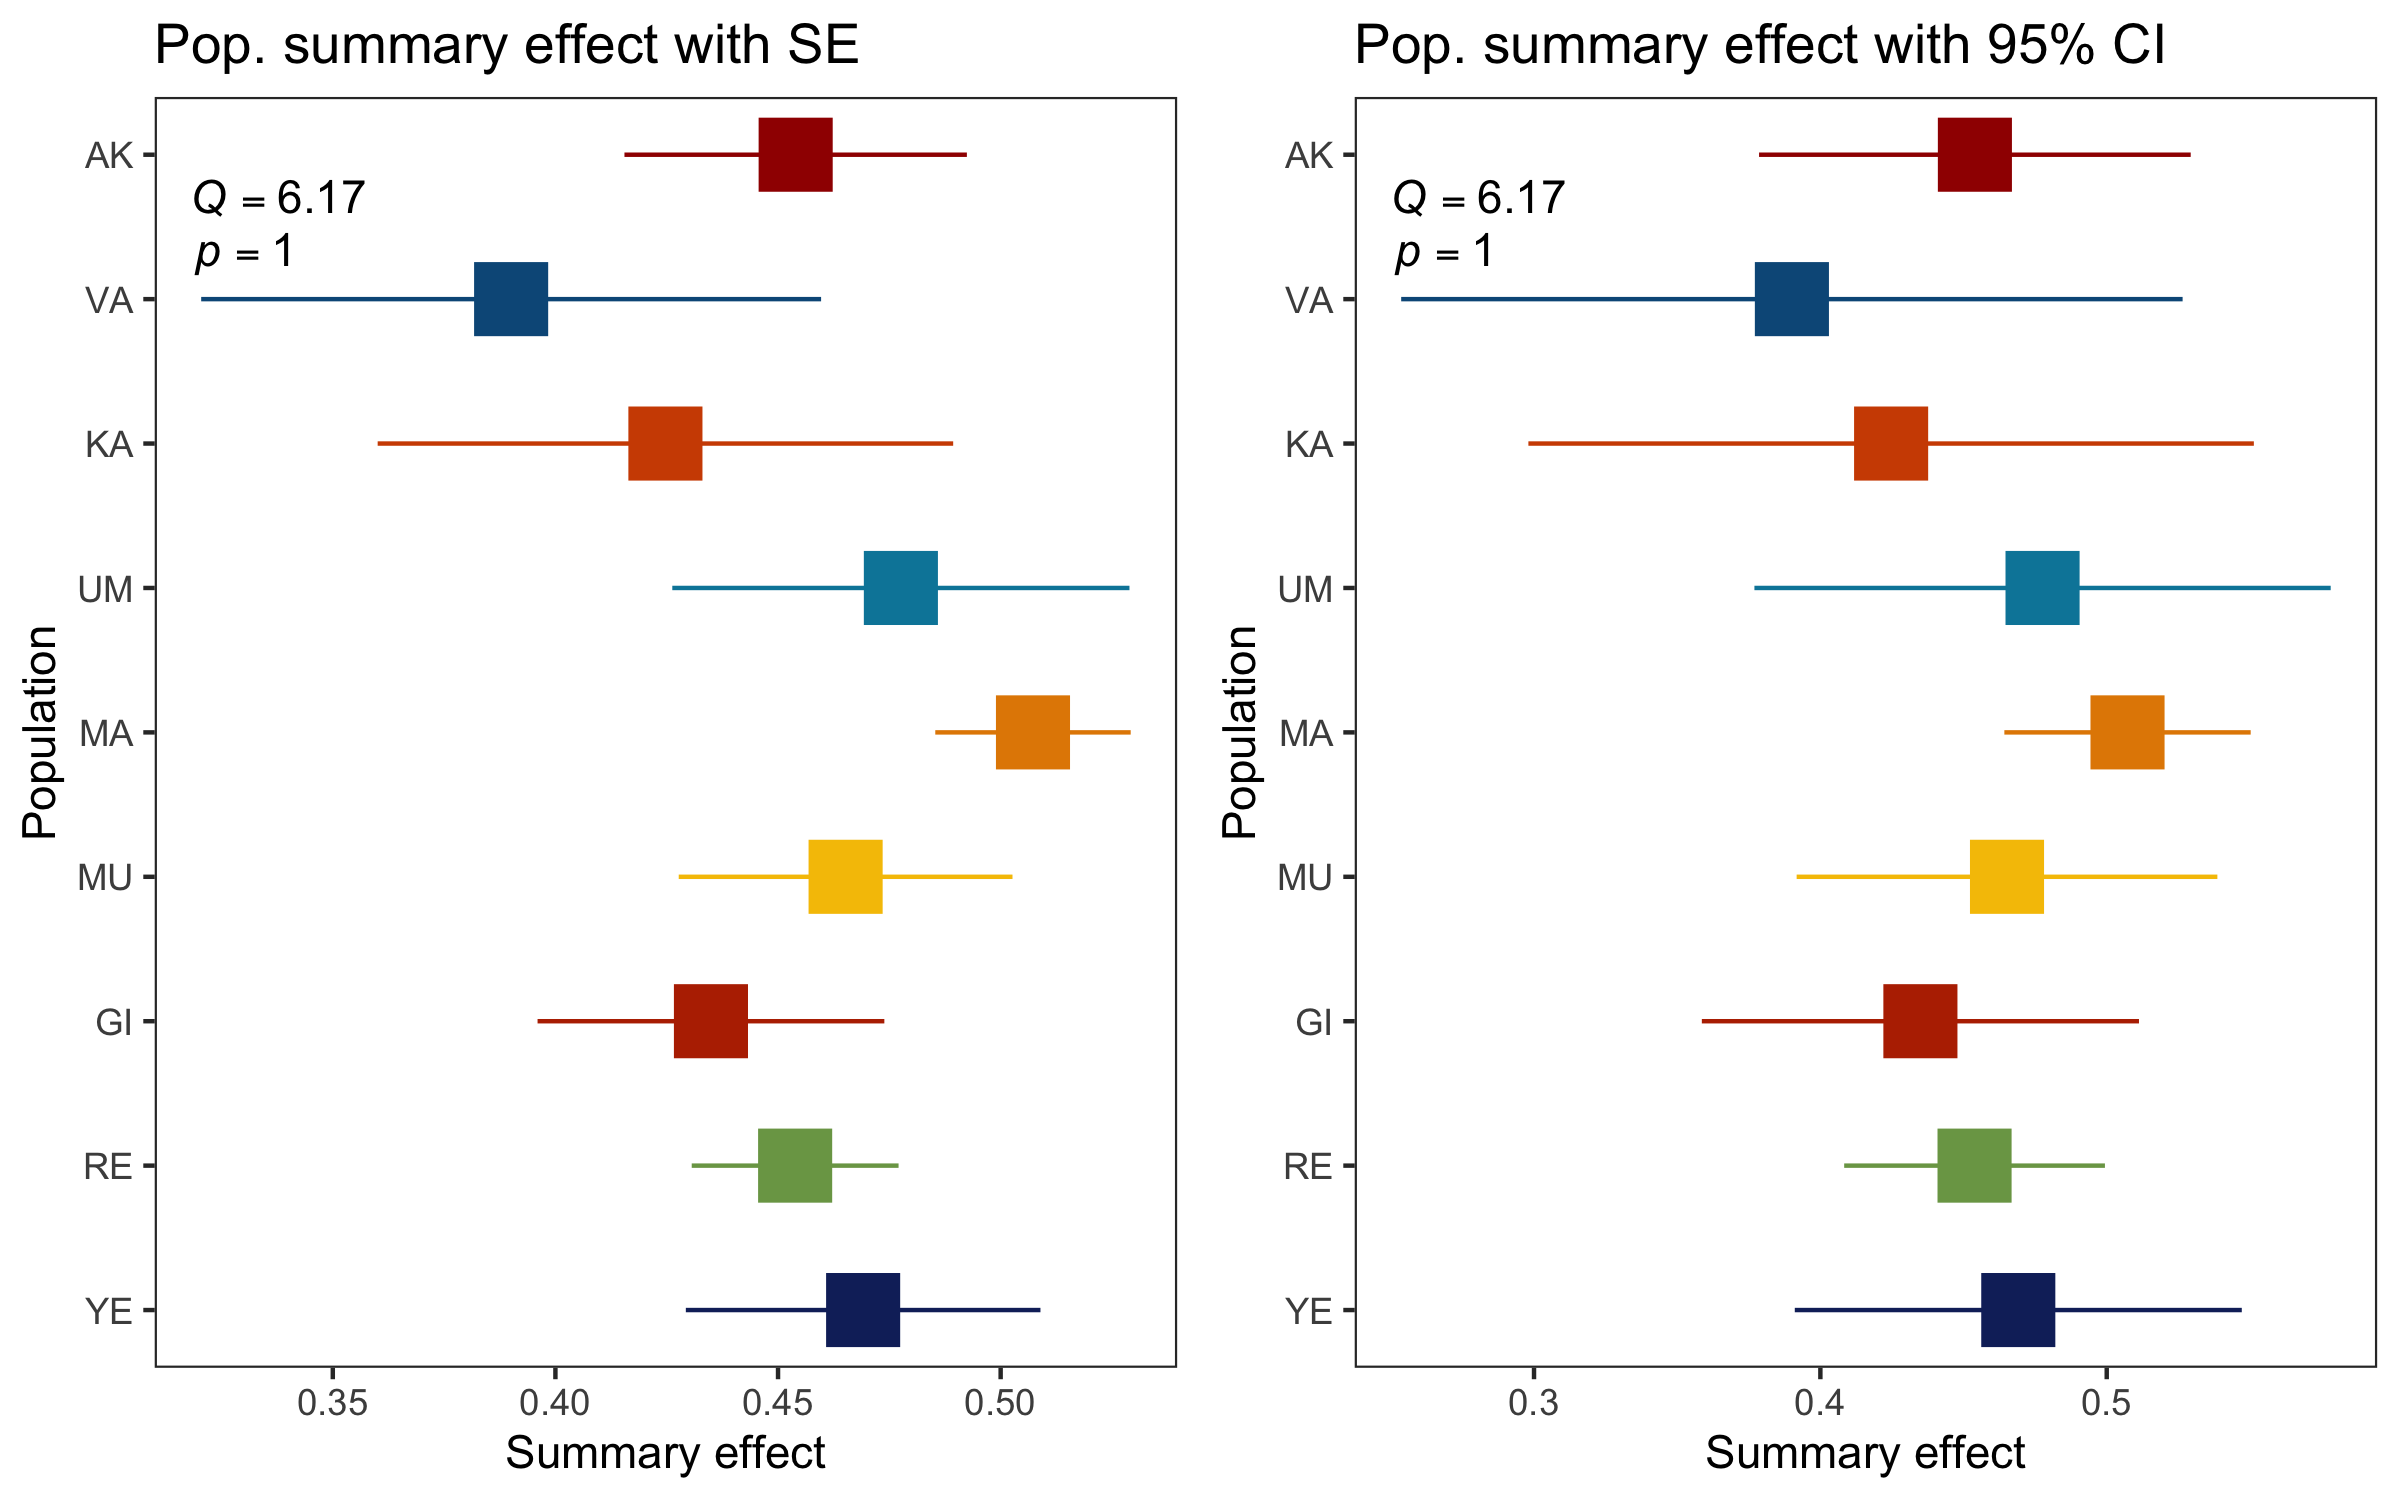 Pop. summary effect with SE
Q = 6.17
p = 1
AK
VA
KA
UM
MA
MU
GI
RE
YE
Population
0.35 0.40 0.45 0.50
Summary effect
Pop. summary effect with 95% CI
Q = 6.17
p = 1
AK
VA
KA
UM
MA
MU
GI
RE
YE
Population
0.3 0.4 0.5
Summary effect